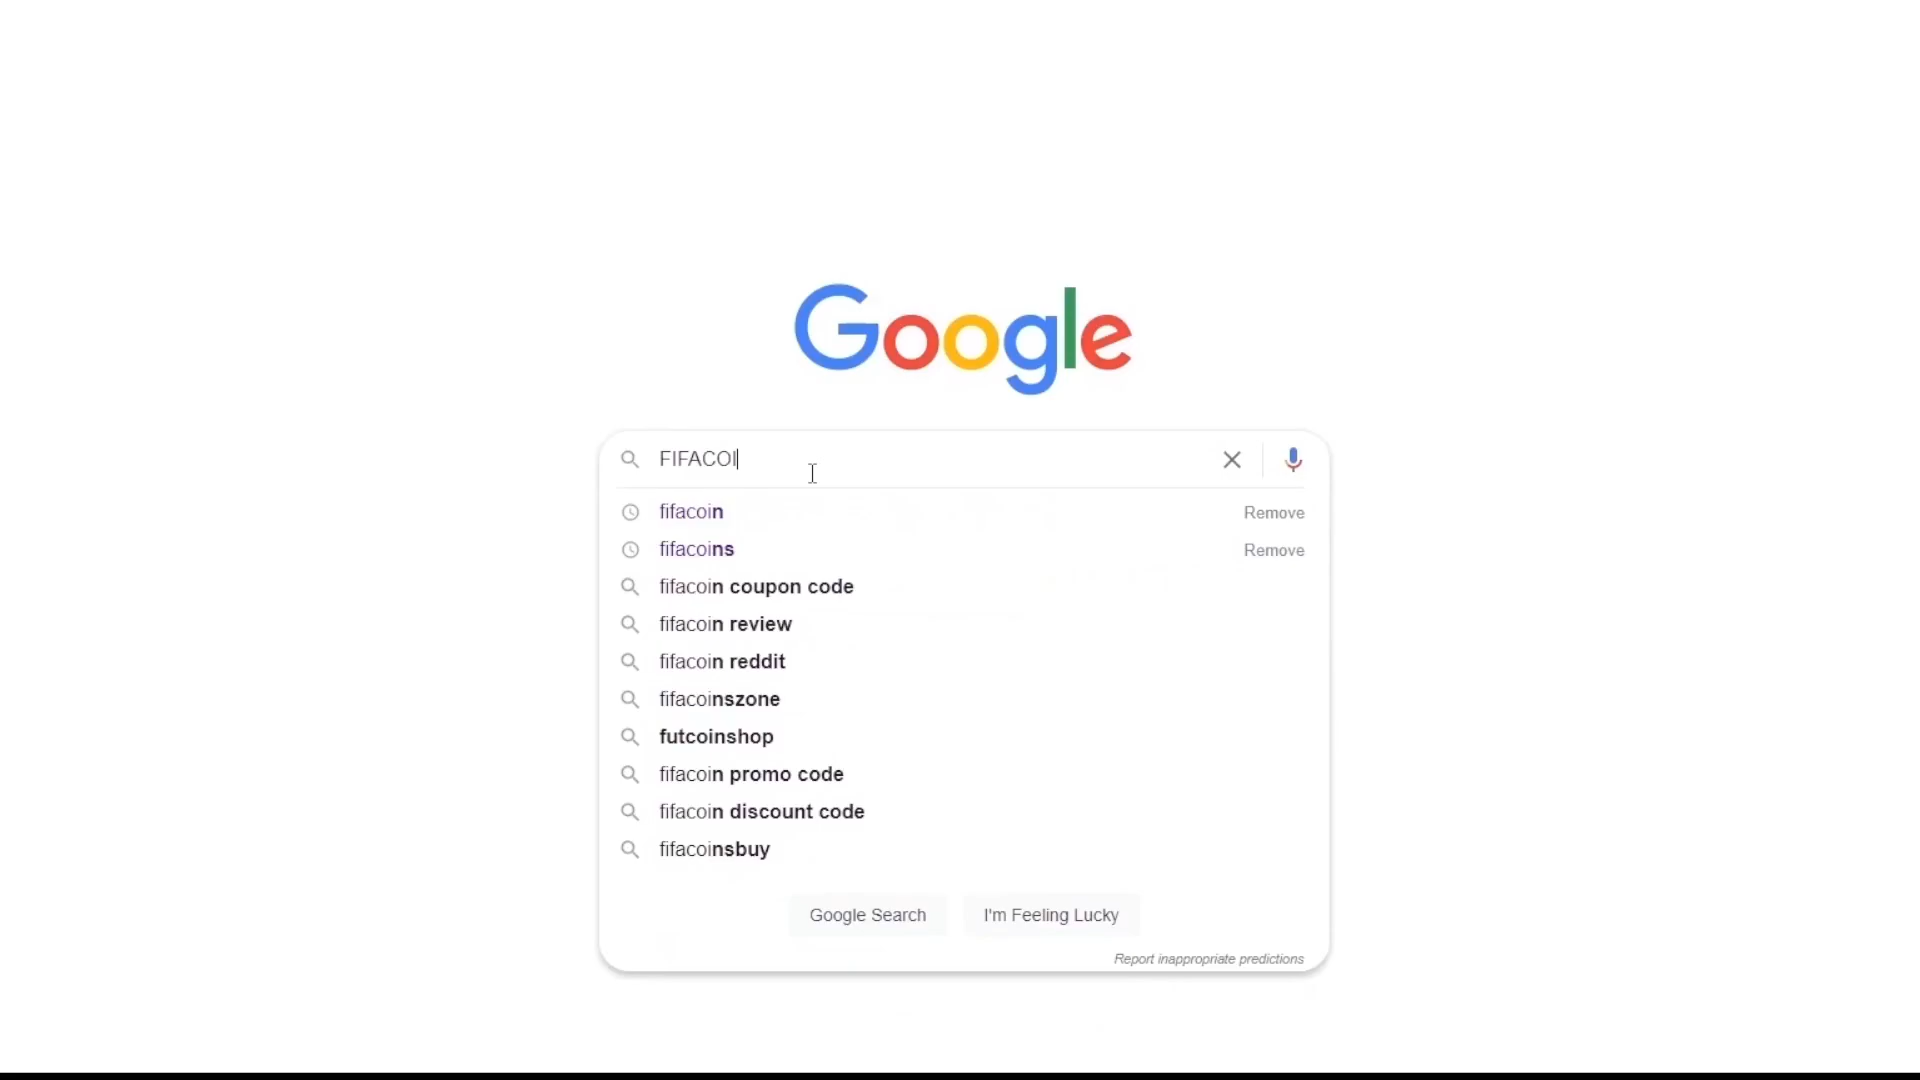 Google
FIFACOI
fifacoin Remove
fifacoins Remove
fifacoin coupon code
fifacoin review
fifacoin reddit
fifacoinszone
futcoinshop
fifacoin promo code
fifacoin discount code
fifacoinsbuy
Google Search I'm Feeling Lucky
Report inappropriate predictions